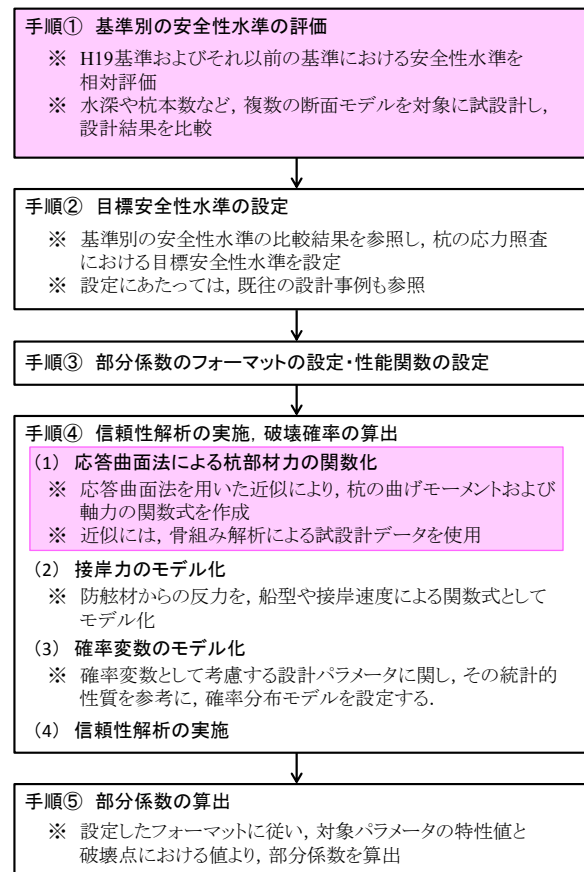 手順① 基準別の安全性水準の評価
※ H19基準およびそれ以前の基準における安全性水準を
相対評価
※ 水深や杭本数など，複数の断面モデルを対象に試設計し，
設計結果を比較
手順② 目標安全性水準の設定
※ 基準別の安全性水準の比較結果を参照し，杭の応力照査
における目標安全性水準を設定
※ 設定にあたっては，既往の設計事例も参照
手順③ 部分係数のフォーマットの設定・性能関数の設定
手順④ 信頼性解析の実施，破壊確率の算出
(1) 応答曲面法による杭部材力の関数化
※ 応答曲面法を用いた近似により，杭の曲げモーメントおよび
軸力の関数式を作成
※ 近似には，骨組み解析による試設計データを使用
(2) 接岸力のモデル化
※ 防舷材からの反力を，船型や接岸速度による関数式として
モデル化
(3) 確率変数のモデル化
※ 確率変数として考慮する設計パラメータに関し，その統計的
性質を参考に，確率分布モデルを設定する．
(4) 信頼性解析の実施
手順⑤ 部分係数の算出
※ 設定したフォーマットに従い，対象パラメータの特性値と
破壊点における値より，部分係数を算出